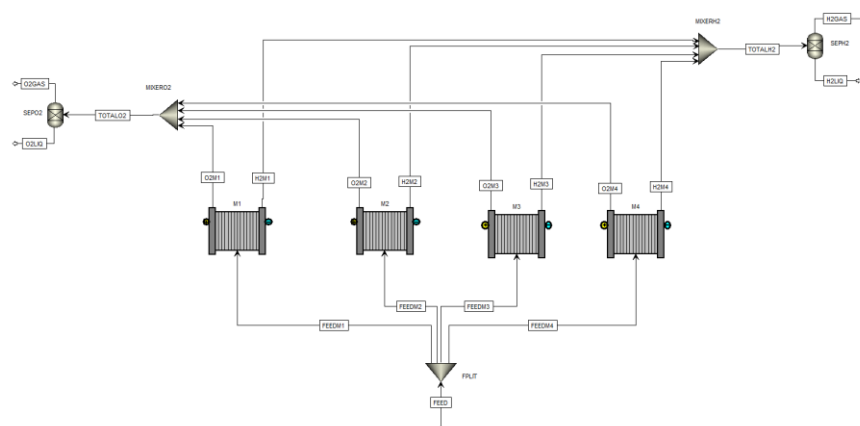 MIXERH2
H2GAS
SEPH2
TOTALH2
H2LIQ
O2GAS
MIXERO2
SEPO2
TOTALO2
O2LIQ
O2M1
H2M1
O2M2
H2M2
O2M3
H2M3
O2M4
H2M4
M1
M2
M3
M4
FEEDM1
FEEDM2
FEEDM3
FEEDM4
FPLIT
FEED